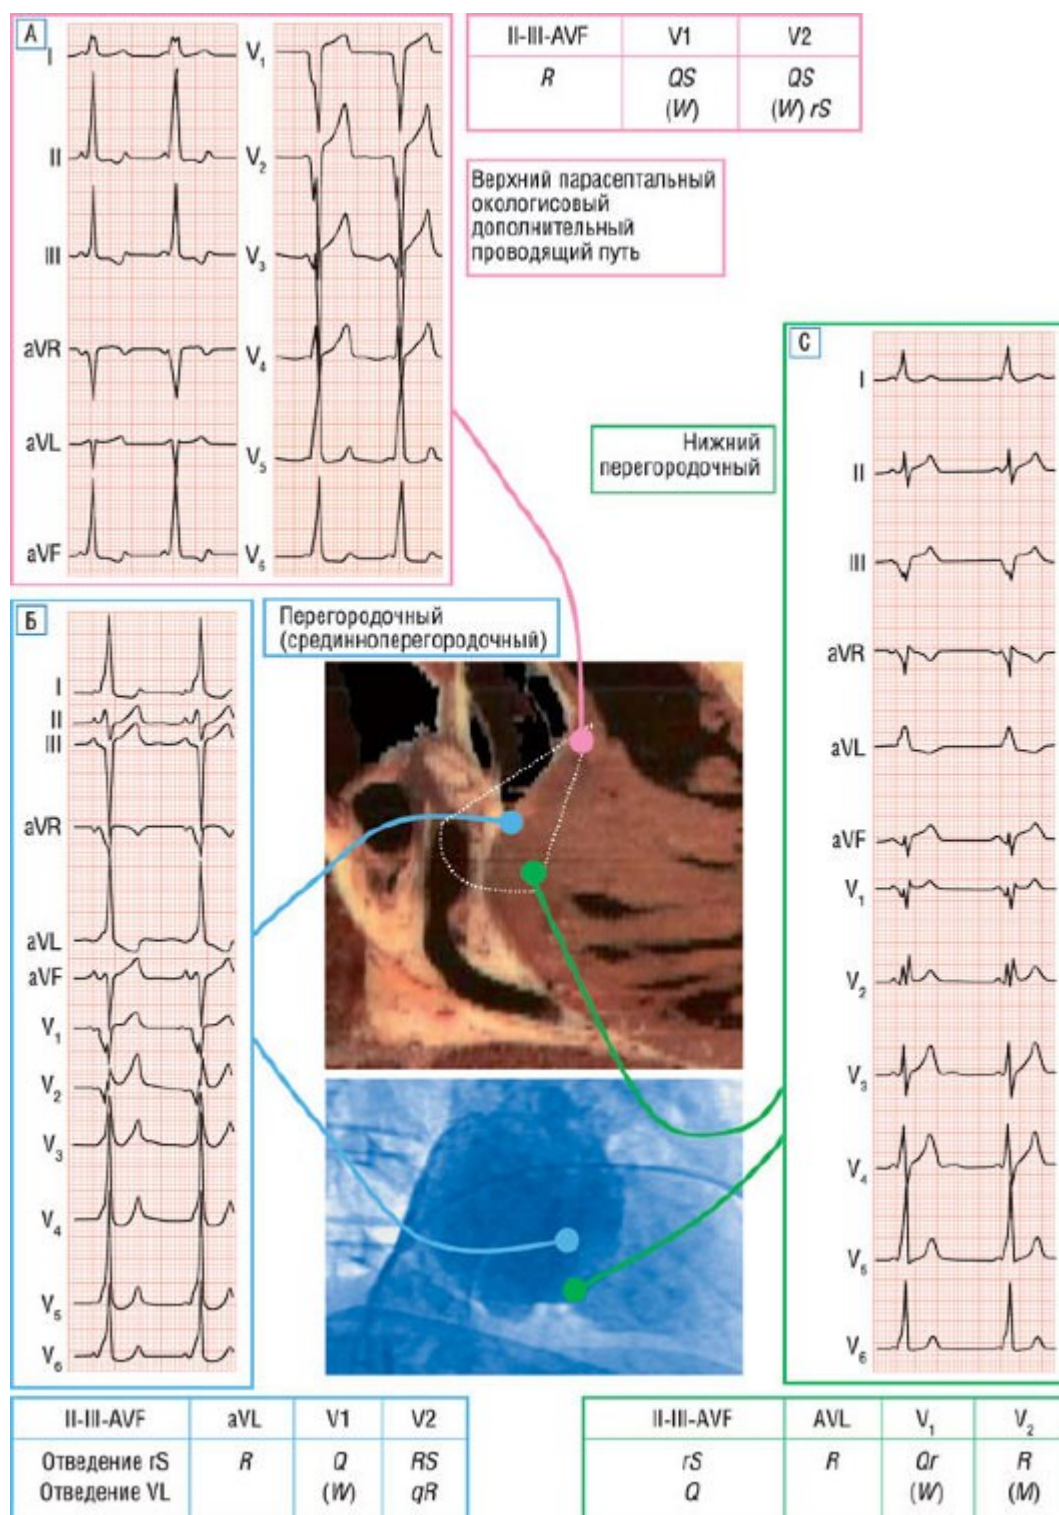 А
I
II
III
aVR
aVL
aVF
V1
V2
V3
V4
V5
V6
II-III-AVF V1 V2
R QS QS
(W) (W) rS
Верхний парасептальный
окологисовый
дополнительный
проводящий путь
С
Нижний
перегородочный
I
II
III
aVR
aVL
aVF
V1
V2
V3
V4
V5
V6
Б
Перегородочный
(срединноперегородочный)
I
II
III
aVR
aVL
aVF
V1
V2
V3
V4
V5
V6
II-III-AVF aVL V1 V2
Отведение rS R Q RS
Отведение VL (W) qR
II-III-AVF AVL V1 V2
rS R Qr R
Q (W) (M)